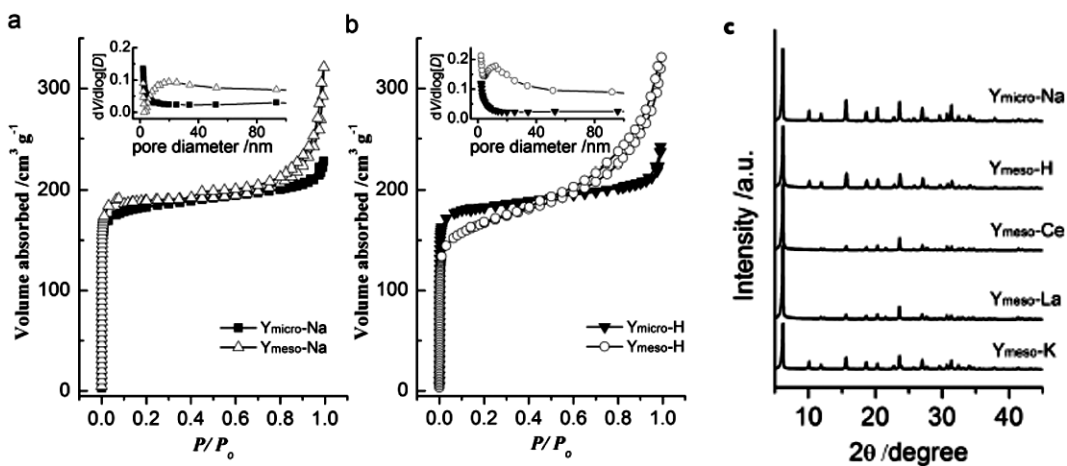 a
dV/dlog[D]
0.2
0.1
0.0
0 20 40 60 80
pore diameter /nm
Volume absorbed /cm³ g⁻¹
300
200
100
0
Ymicro-Na
Ymeso-Na
0.0 0.2 0.4 0.6 0.8 1.0
P/ Po
b
dV/dlog[D]
0.2
0.1
0.0
0 20 40 60 80
pore diameter /nm
Volume absorbed /cm³ g⁻¹
300
200
100
0
Ymicro-H
Ymeso-H
0.0 0.2 0.4 0.6 0.8 1.0
P/ Po
c
Intensity /a.u.
Ymicro-Na
Ymeso-H
Ymeso-Ce
Ymeso-La
Ymeso-K
10 20 30 40
2θ /degree